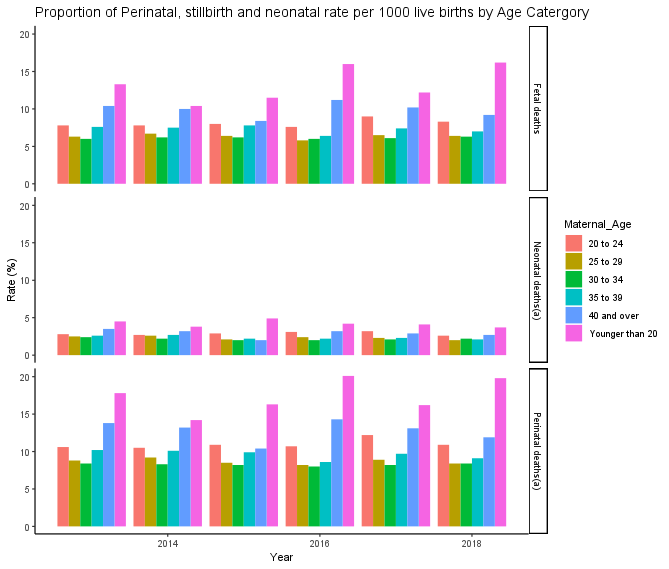 Proportion of Perinatal, stillbirth and neonatal rate per 1000 live births by Age Catergory
20
15
10
5
0
Fetal deaths
20
15
10
5
0
Neonatal deaths(a)
20
15
10
5
0
Perinatal deaths(a)
Rate (%)
2014
2016
2018
Year
Maternal_Age
20 to 24
25 to 29
30 to 34
35 to 39
40 and over
Younger than 20